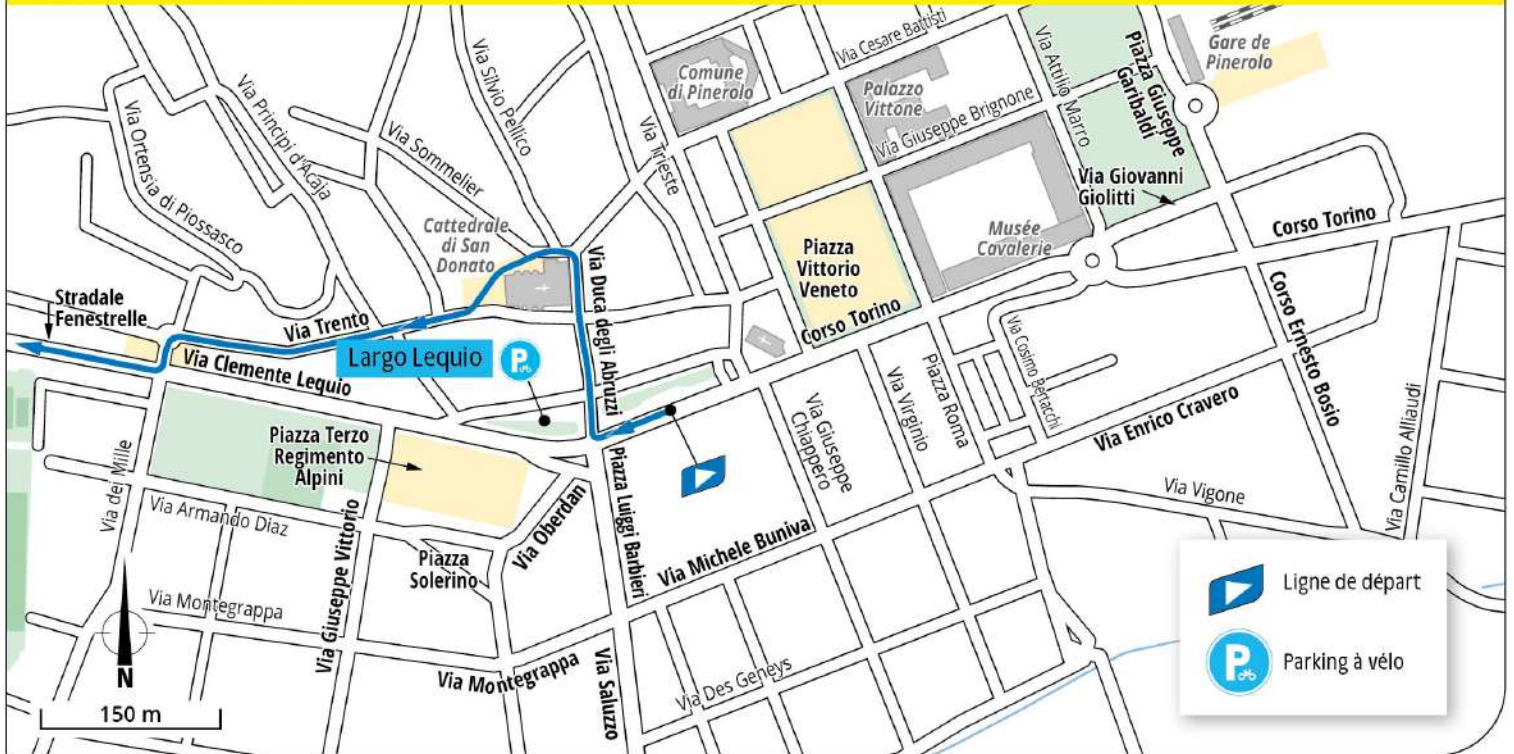 Via Cesare Battisti
Gare de
Pinerolo
Piazza Giuseppe
Garibaldi
Via Attilio Marro
Comune
di Pinerolo
Palazzo
Vittone
Via Giuseppe Brignone
Via Silvio Pellico
Via Principi d'Acaja
Via Ortensia di Piossasco
Via Sommelier
Via Trieste
Via Giovanni
Giolitti
Corso Torino
Musée
Cavalerie
Cattedrale
di San
Donato
Piazza
Vittorio
Veneto
Via Duca degli Abruzzi
Stradale
Fenestrelle
Via Trento
Corso Torino
Largo Lequio
P
Via Clemente Lequio
Via Cosimo Bertacchi
Corso Ernesto Bosio
Piazza Roma
Via Virginio
Via Giuseppe
Chiappero
Via Enrico Cravero
Via Camillo Alliaudi
Piazza Terzo
Regimento
Alpini
Via dei Mille
Via Armando Diaz
Via Giuseppe Vittorio
Piazza
Solerino
Via Oberdan
Piazza Luiggi Barbieri
Via Michele Buniva
Via Vigone
Via Montegrappa
Via Montegrappa
Via Saluzzo
Via Des Geneys
N
150 m
Ligne de départ
P
Parking à vélo